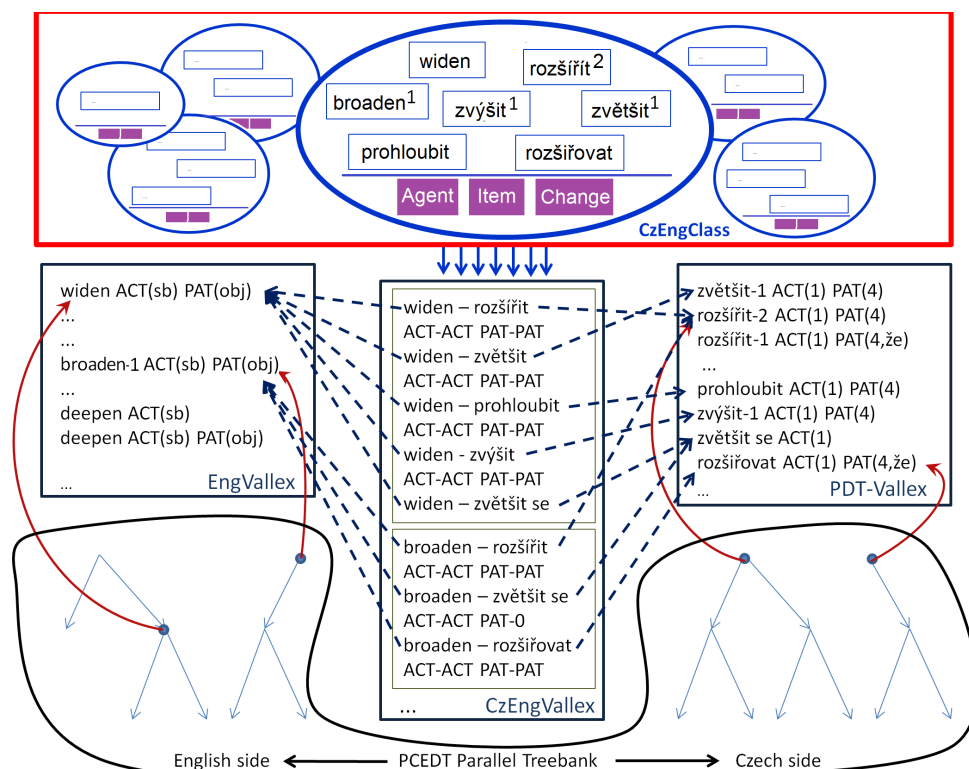 widen
rozšířít²
broaden¹
zvýšit¹
zvětšit¹
prohloubit
rozšiřovat
Agent
Item
Change
CzEngClass
widen ACT(sb) PAT(obj)
...
...
broaden-1 ACT(sb) PAT(obj)
...
deepen ACT(sb)
deepen ACT(sb) PAT(obj)
EngVallex
...
widen – rozšířit
ACT-ACT PAT-PAT
widen – zvětšit
ACT-ACT PAT-PAT
widen – prohloubit
ACT-ACT PAT-PAT
widen - zvýšit
ACT-ACT PAT-PAT
widen – zvětšit se
broaden – rozšířit
ACT-ACT PAT-PAT
broaden – zvětšit se
ACT-ACT PAT-0
broaden – rozšiřovat
ACT-ACT PAT-PAT
... CzEngVallex
zvětšit-1 ACT(1) PAT(4)
rozšířit-2 ACT(1) PAT(4)
rozšířit-1 ACT(1) PAT(4,že)
...
prohloubit ACT(1) PAT(4)
zvýšit-1 ACT(1) PAT(4)
zvětšit se ACT(1)
rozšiřovat ACT(1) PAT(4,že)
... PDT-Vallex
English side
PCEDT Parallel Treebank
Czech side